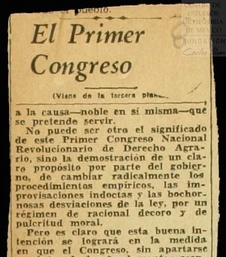 pueblo.
El Primer
Congreso
(Viene de la tercera plana)
a la causa—noble en sí misma—que
pretende servir.
No puede ser otro el significado
de este Primer Congreso Nacional
Revolucionario de Derecho Agra-
rio, sino la demostración de un cla-
ro propósito por parte del gobier-
no, de cambiar radicalmente los
procedimientos empíricos, las im-
provisaciones indoctas y las bochor-
nosas desviaciones de la ley, por un
régimen de racional decoro y de
pulcritud moral.
Pero es claro que esta buena in-
tención se logrará en la medida
en que el Congreso, sin apartarse